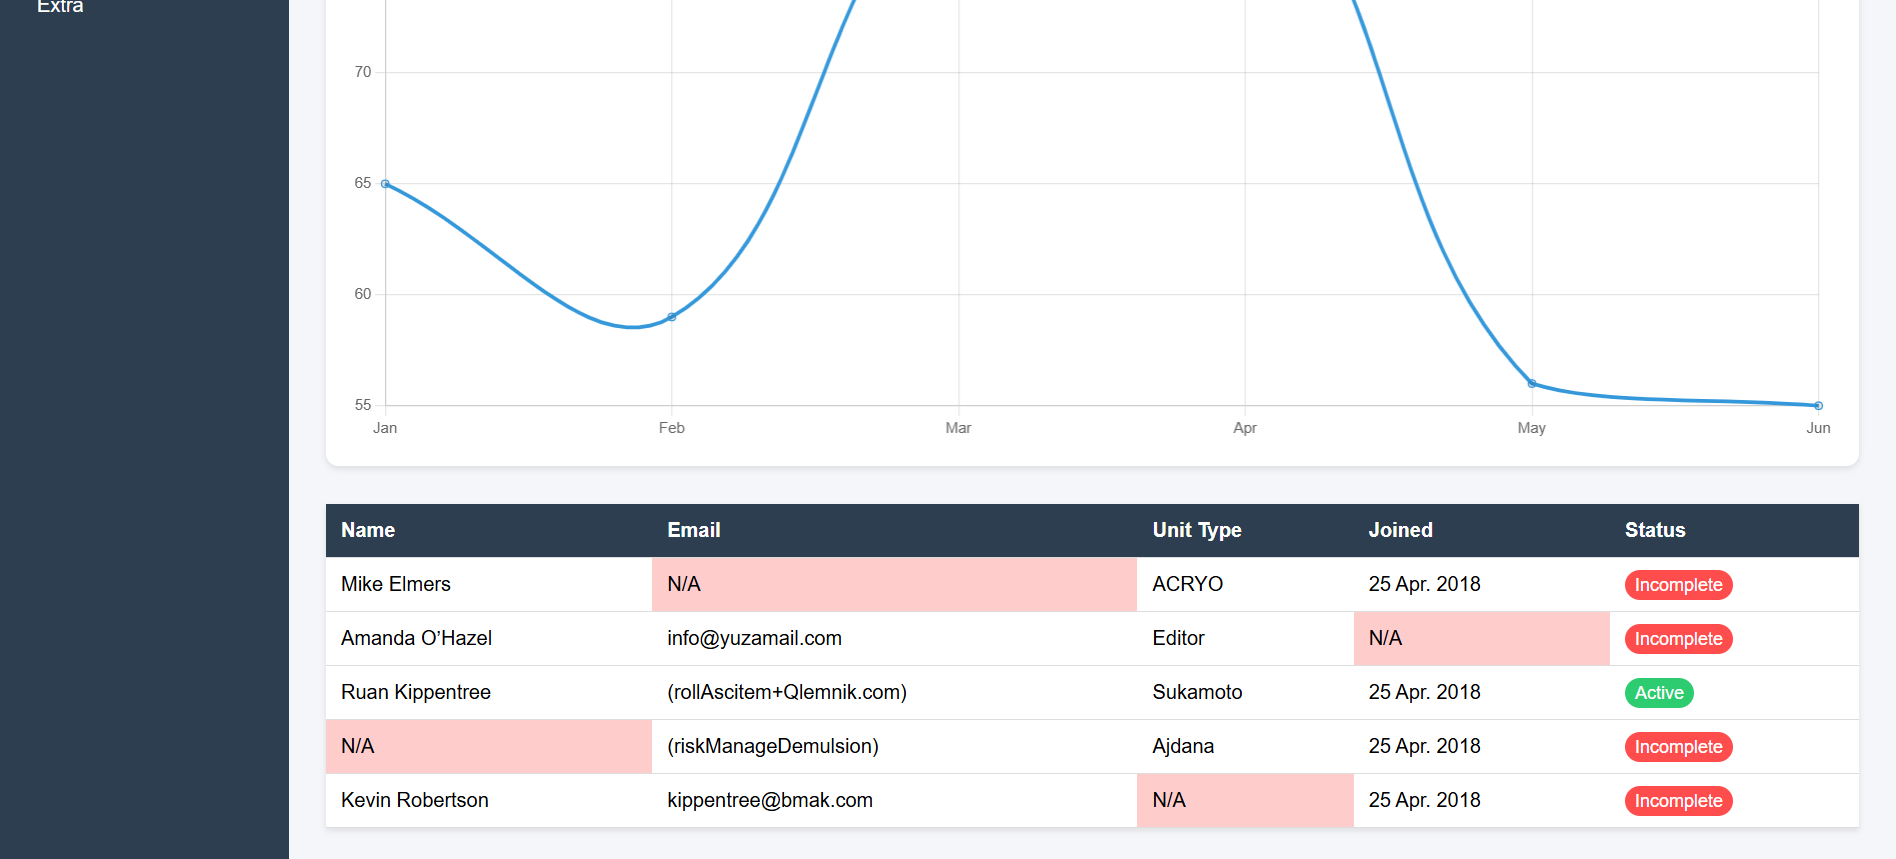 Extra
70
65
60
55
Jan Feb Mar Apr May Jun
Name Email Unit Type Joined Status
Mike Elmers N/A ACRYO 25 Apr. 2018 Incomplete
Amanda O’Hazel info@yuzamail.com Editor N/A Incomplete
Ruan Kippentree (rollAscitem+Qlemnik.com) Sukamoto 25 Apr. 2018 Active
N/A (riskManageDemulsion) Ajdana 25 Apr. 2018 Incomplete
Kevin Robertson kippentree@bmak.com N/A 25 Apr. 2018 Incomplete